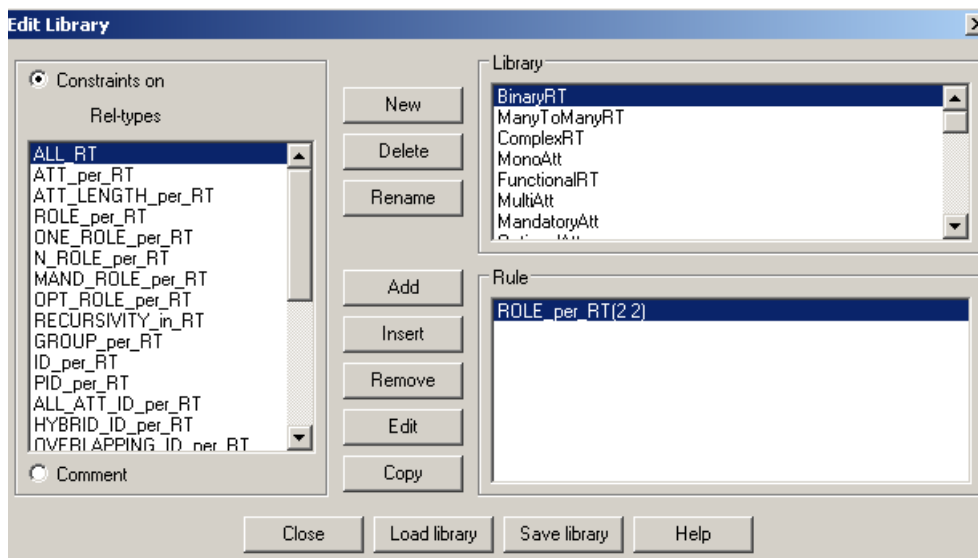 Edit Library
Constraints on
Rel-types
ALL_RT
ATT_per_RT
ATT_LENGTH_per_RT
ROLE_per_RT
ONE_ROLE_per_RT
N_ROLE_per_RT
MAND_ROLE_per_RT
OPT_ROLE_per_RT
RECURSIVITY_in_RT
GROUP_per_RT
ID_per_RT
PID_per_RT
ALL_ATT_ID_per_RT
HYBRID_ID_per_RT
OVERLAPPING_ID_per_RT
Comment
New
Delete
Rename
Add
Insert
Remove
Edit
Copy
Library
BinaryRT
ManyToManyRT
ComplexRT
MonoAtt
FunctionalRT
MultiAtt
MandatoryAtt
Rule
ROLE_per_RT(2 2)
Close
Load library
Save library
Help